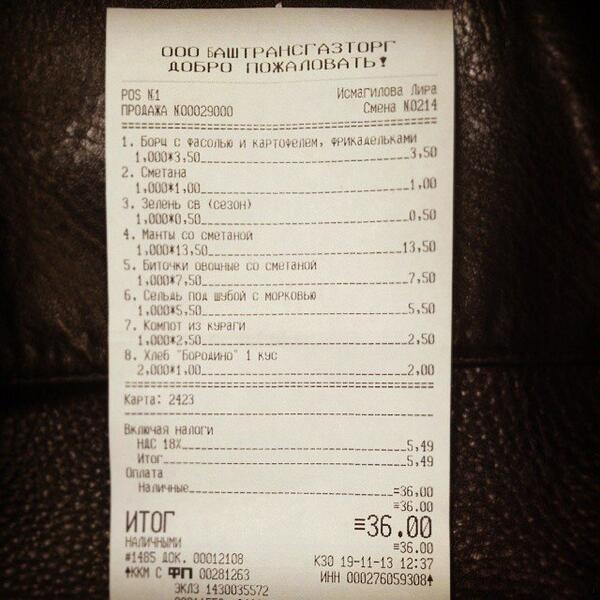 ООО БАШТРАНСГАЗТОРГ
ДОБРО ПОЖАЛОВАТЬ!
POS N1 Исмагилова Лира
ПРОДАЖА N00029000 Смена N0214
1. Борщ с фасолью и картофелем, фрикадельками
1,000*3,50 3,50
2. Сметана
1,000*1,00 1,00
3. Зелень св (сезон)
1,000*0,50 0,50
4. Манты со сметаной
1,000*13,50 13,50
5. Биточки овощные со сметаной
1,000*7,50 7,50
6. Сельдь под шубой с морковью
1,000*5,50 5,50
7. Компот из кураги
1,000*2,50 2,50
8. Хлеб "Бородино" 1 кус
2,000*1,00 2,00
Карта: 2423
Включая налоги
НДС 18% 5,49
Итог 5,49
Оплата
Наличные =36,00
≡36.00
ИТОГ ≡36.00
НАЛИЧНЫМИ ≡36.00
#1485 ДОК. 00012108 КЗО 19-11-13 12:37
ККМ С ФП 00281263 ИНН 000276059308
ЭКЛЗ 1430035572